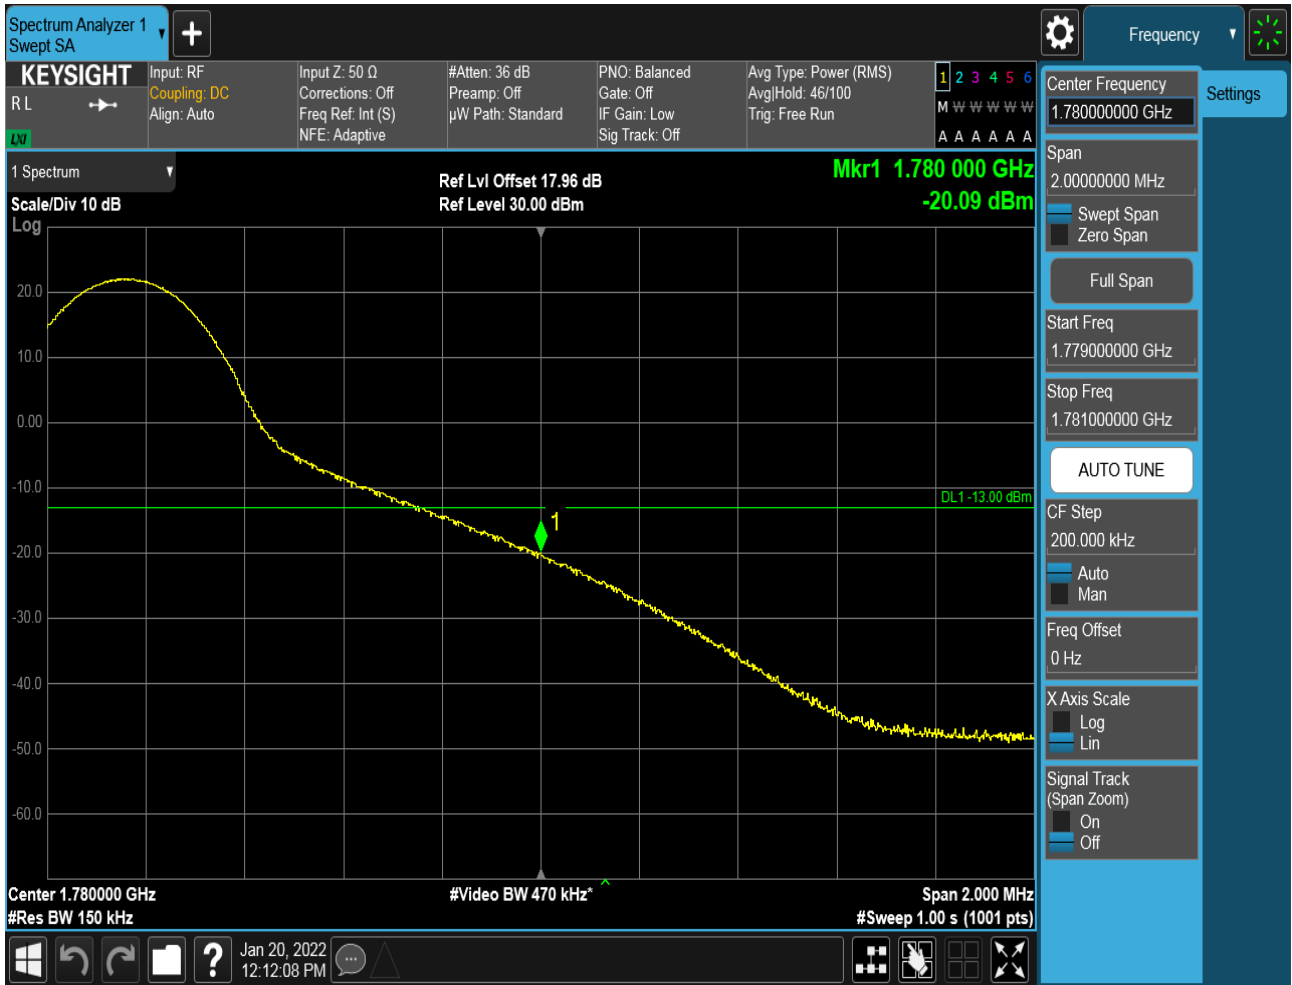 Spectrum Analyzer 1
Swept SA
Frequency
KEYSIGHT
R L
LXI
Input: RF
Coupling: DC
Align: Auto
Input Z: 50 Ω
Corrections: Off
Freq Ref: Int (S)
NFE: Adaptive
#Atten: 36 dB
Preamp: Off
µW Path: Standard
PNO: Balanced
Gate: Off
IF Gain: Low
Sig Track: Off
Avg Type: Power (RMS)
Avg|Hold: 46/100
Trig: Free Run
1 2 3 4 5 6
M W W W W W
A A A A A A
1 Spectrum
Scale/Div 10 dB
Log
Ref Lvl Offset 17.96 dB
Ref Level 30.00 dBm
Mkr1 1.780 000 GHz
-20.09 dBm
20.0
10.0
0.00
-10.0
-20.0
-30.0
-40.0
-50.0
-60.0
DL1 -13.00 dBm
1
Center 1.780000 GHz
#Res BW 150 kHz
#Video BW 470 kHz*
Span 2.000 MHz
#Sweep 1.00 s (1001 pts)
Jan 20, 2022
12:12:08 PM
Center Frequency
1.780000000 GHz
Settings
Span
2.00000000 MHz
Swept Span
Zero Span
Full Span
Start Freq
1.779000000 GHz
Stop Freq
1.781000000 GHz
AUTO TUNE
CF Step
200.000 kHz
Auto
Man
Freq Offset
0 Hz
X Axis Scale
Log
Lin
Signal Track
(Span Zoom)
On
Off